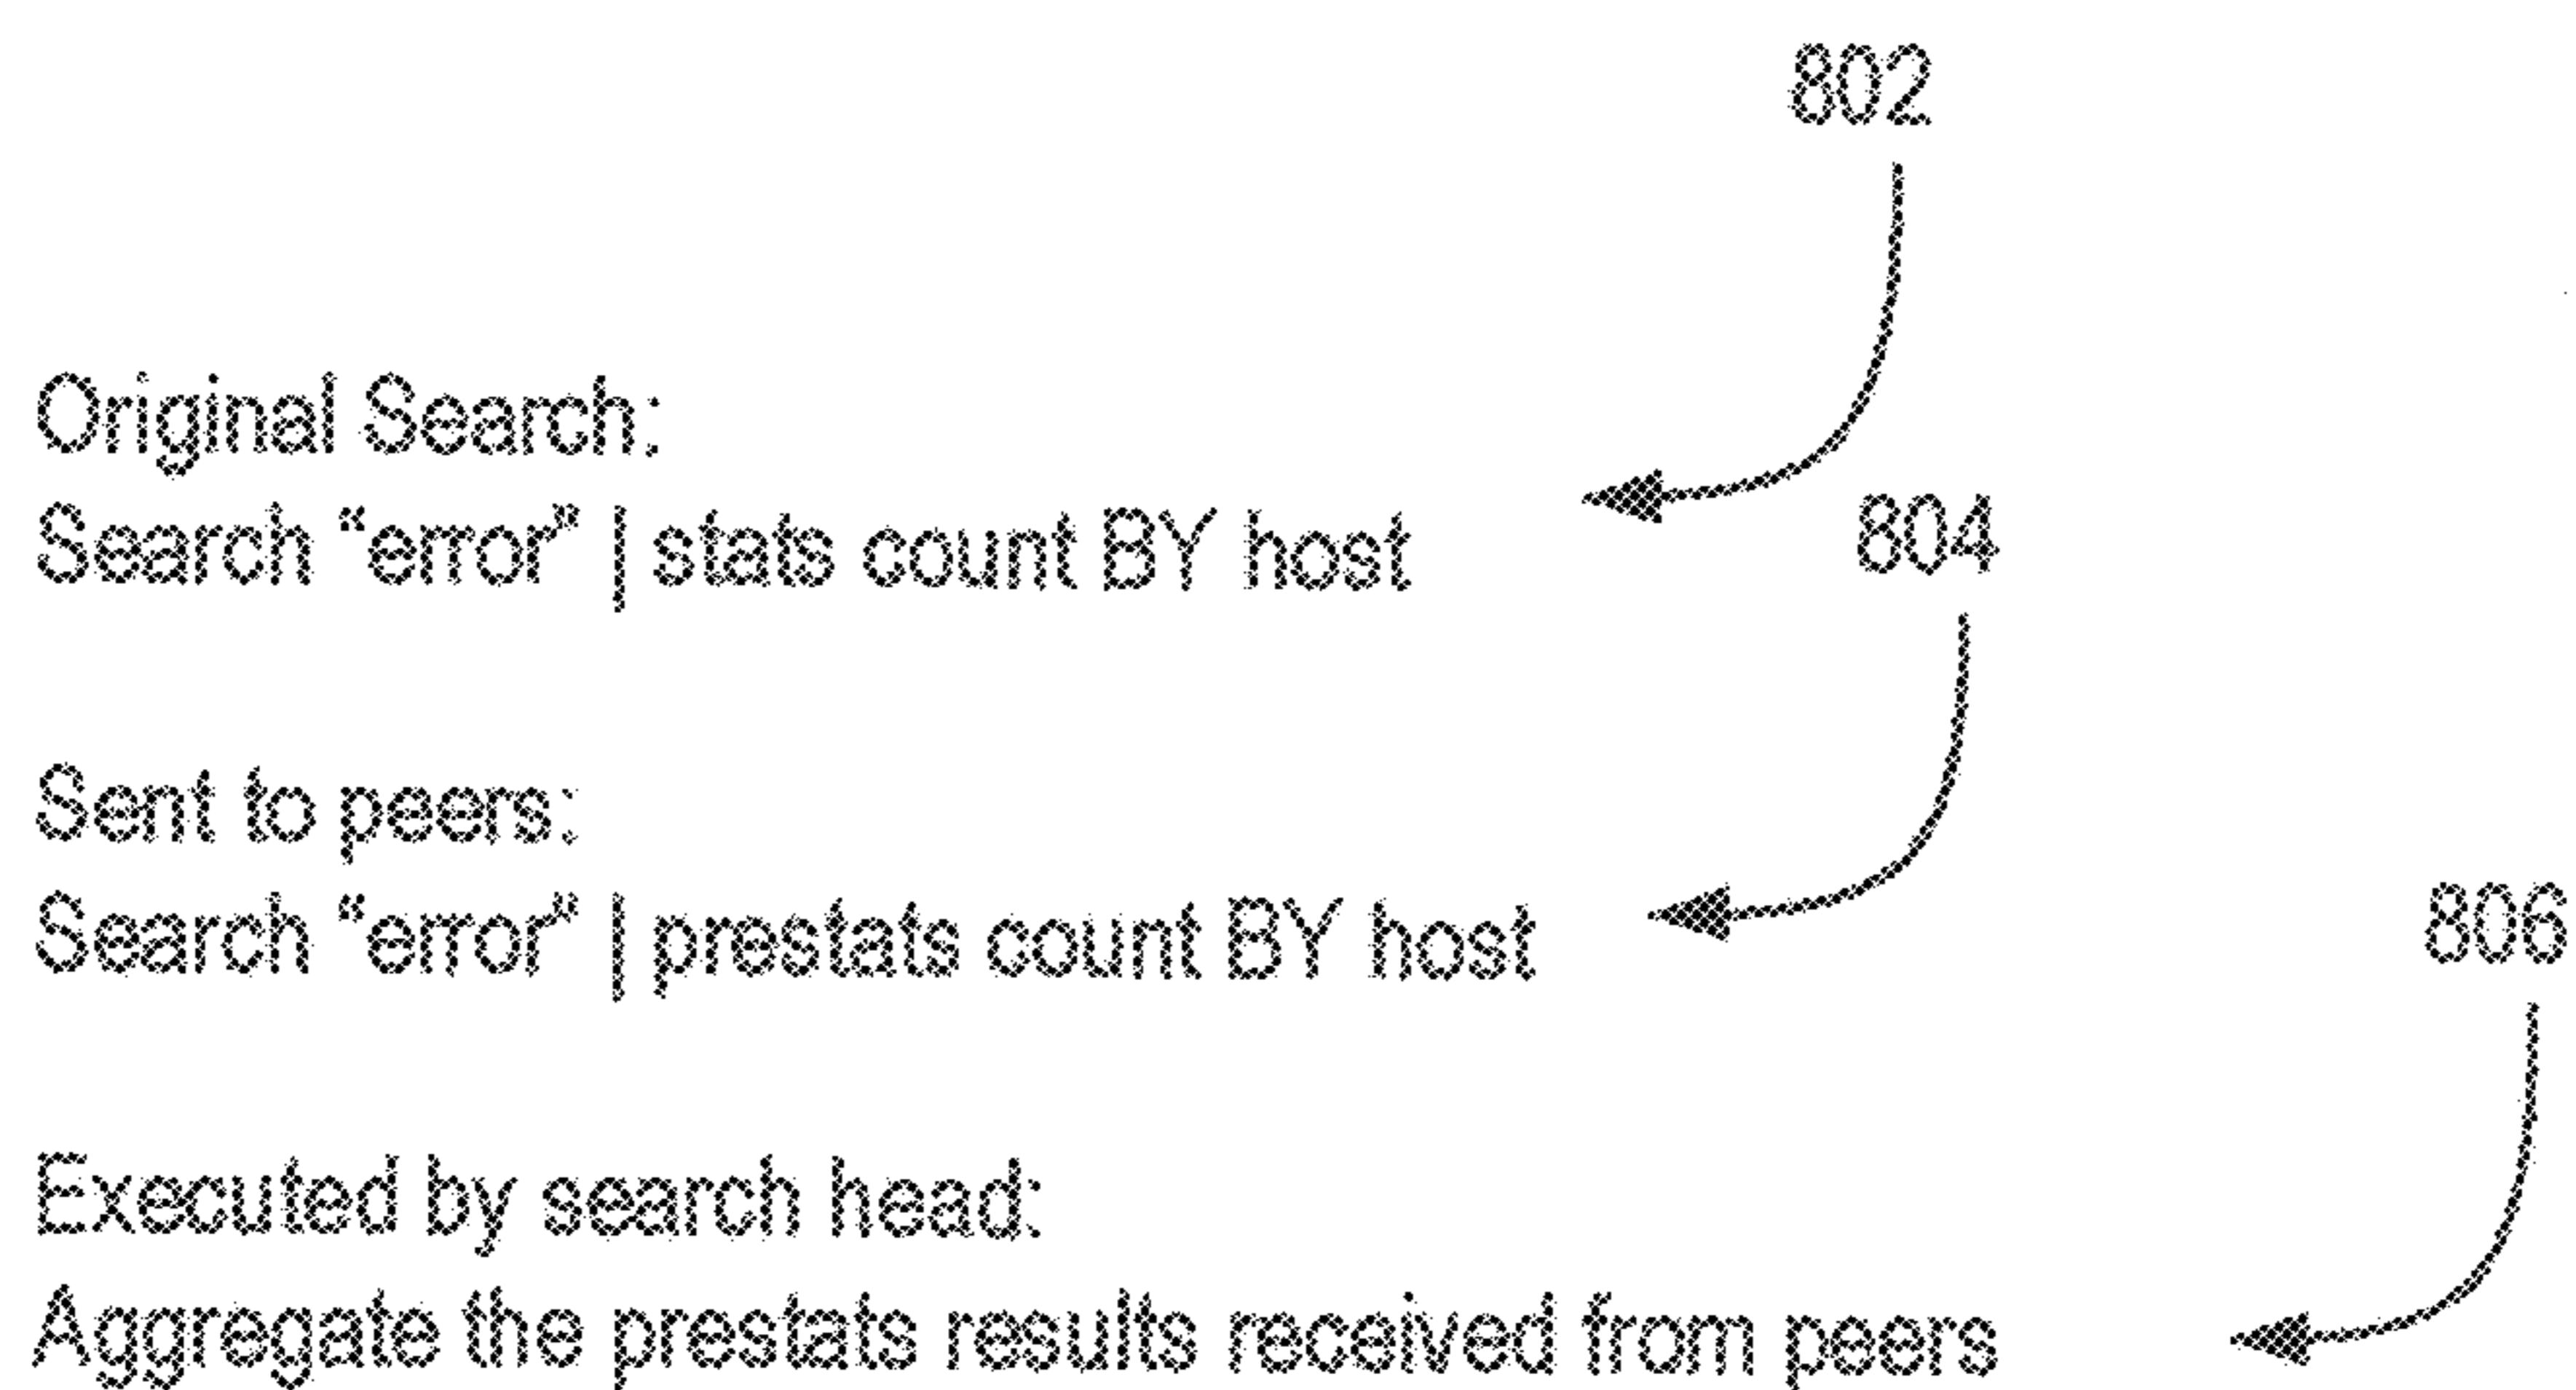 802
Original Search:
Search “error” | stats count BY host
804
Sent to peers:
Search “error” | prestats count BY host
806
Executed by search head:
Aggregate the prestats results received from peers